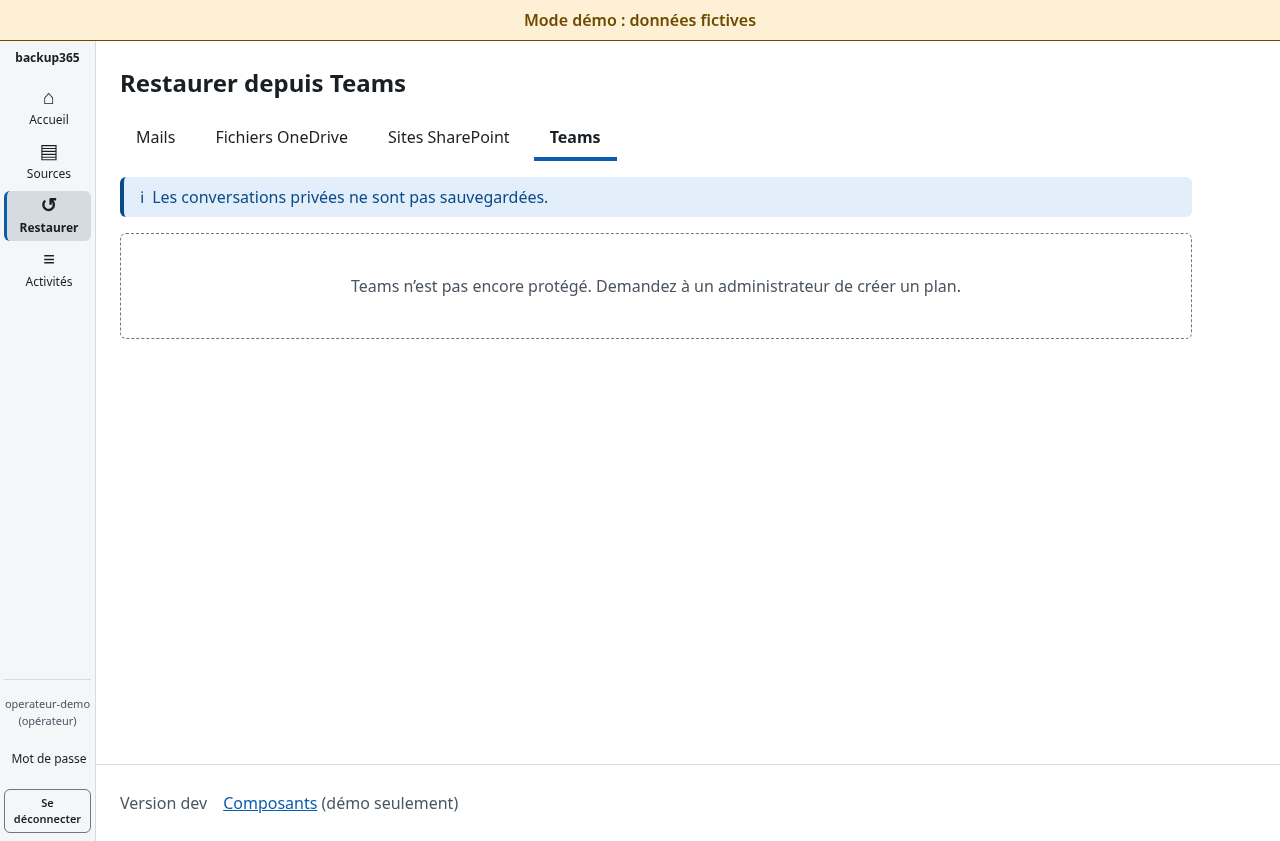 Mode démo : données fictives
backup365
Accueil
Sources
Restaurer
Activités
operateur-demo
(opérateur)
Mot de passe
Se
déconnecter
Restaurer depuis Teams
Mails Fichiers OneDrive Sites SharePoint Teams
i Les conversations privées ne sont pas sauvegardées.
Teams n’est pas encore protégé. Demandez à un administrateur de créer un plan.
Version dev Composants (démo seulement)